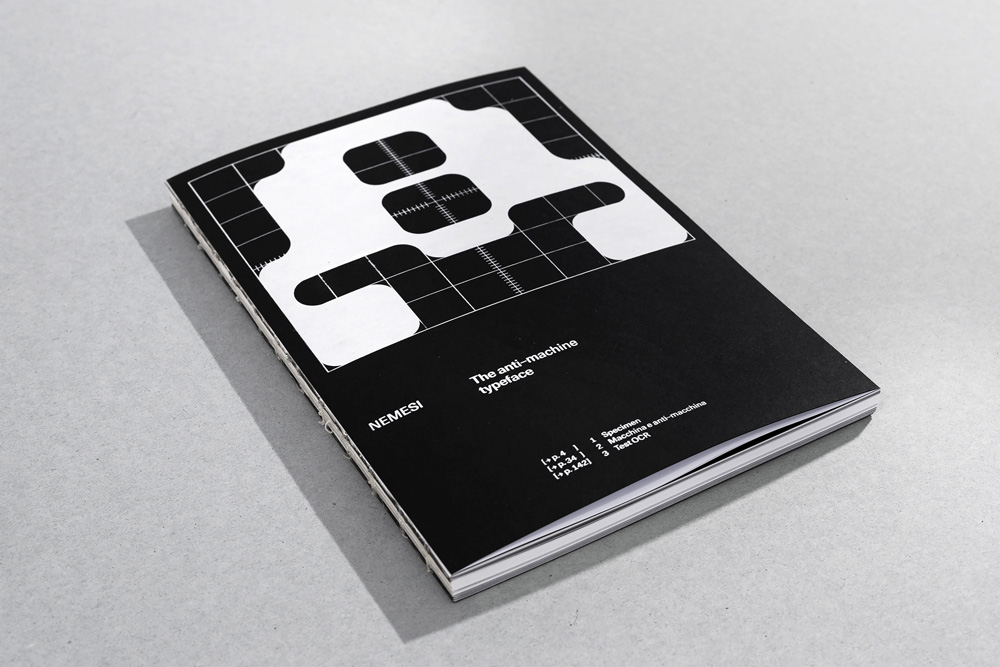 NEMESI
The anti–machine
typeface
[→ p. 4 ] 1 Specimen
[→ p. 34 ] 2 Macchina e anti–macchina
[→ p. 142] 3 Test OCR